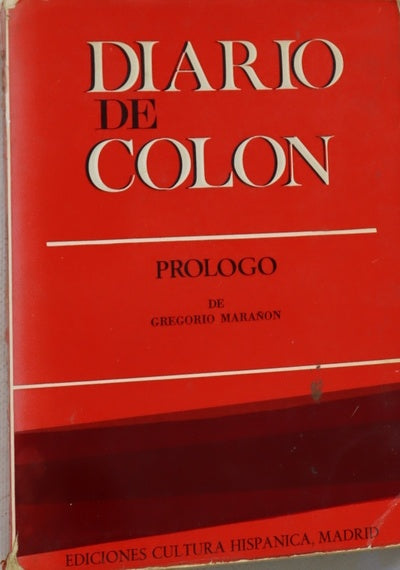 DIARIO
DE
COLON
PROLOGO
DE
GREGORIO MARAÑON
EDICIONES CULTURA HISPANICA, MADRID